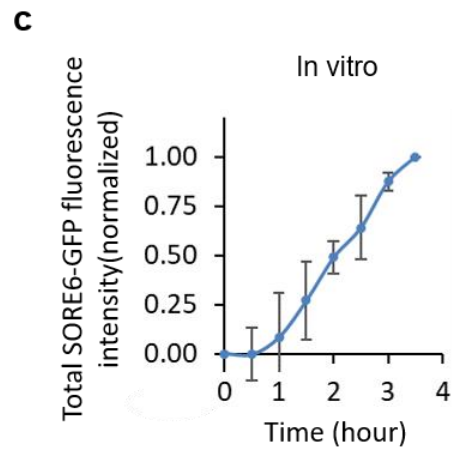 c
In vitro
Total SORE6-GFP fluorescence
intensity(normalized)
1.00
0.75
0.50
0.25
0.00
0 1 2 3 4
Time (hour)